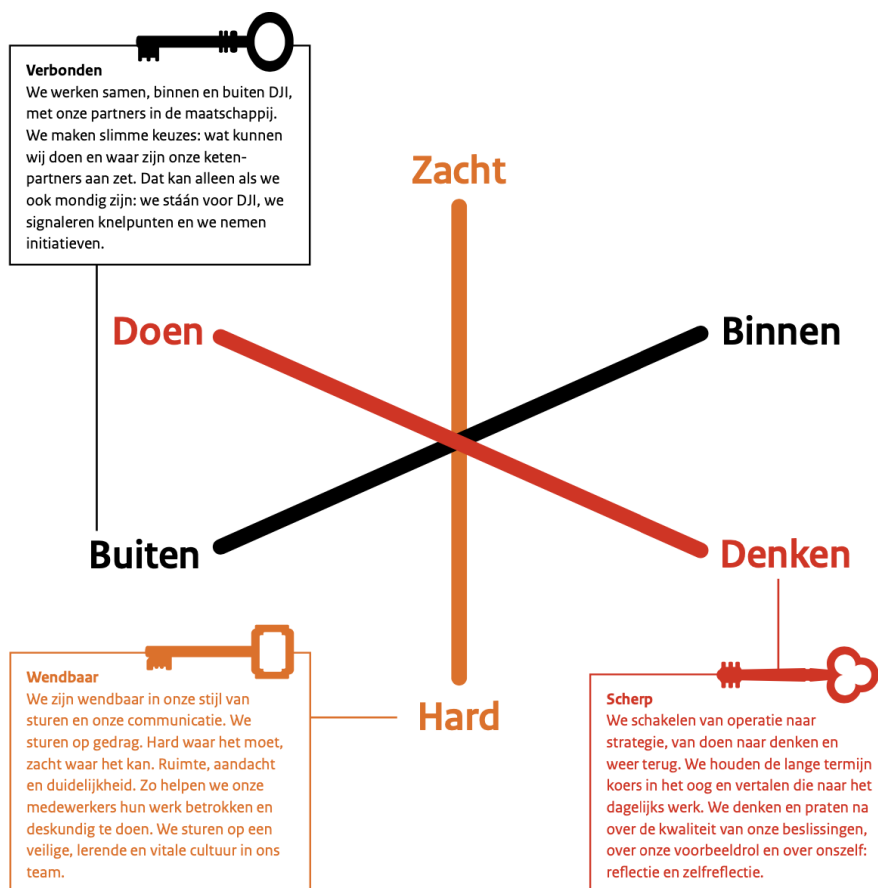 Verbonden
We werken samen, binnen en buiten DJI,
met onze partners in de maatschappij.
We maken slimme keuzes: wat kunnen
wij doen en waar zijn onze keten-
partners aan zet. Dat kan alleen als we
ook mondig zijn: we stáán voor DJI, we
signaleren knelpunten en we nemen
initiatieven.
Zacht
Doen
Binnen
Buiten
Denken
Hard
Wendbaar
We zijn wendbaar in onze stijl van
sturen en onze communicatie. We
sturen op gedrag. Hard waar het moet,
zacht waar het kan. Ruimte, aandacht
en duidelijkheid. Zo helpen we onze
medewerkers hun werk betrokken en
deskundig te doen. We sturen op een
veilige, lerende en vitale cultuur in ons
team.
Scherp
We schakelen van operatie naar
strategie, van doen naar denken en
weer terug. We houden de lange termijn
koers in het oog en vertalen die naar het
dagelijks werk. We denken en praten na
over de kwaliteit van onze beslissingen,
over onze voorbeeldrol en over onszelf:
reflectie en zelfreflectie.